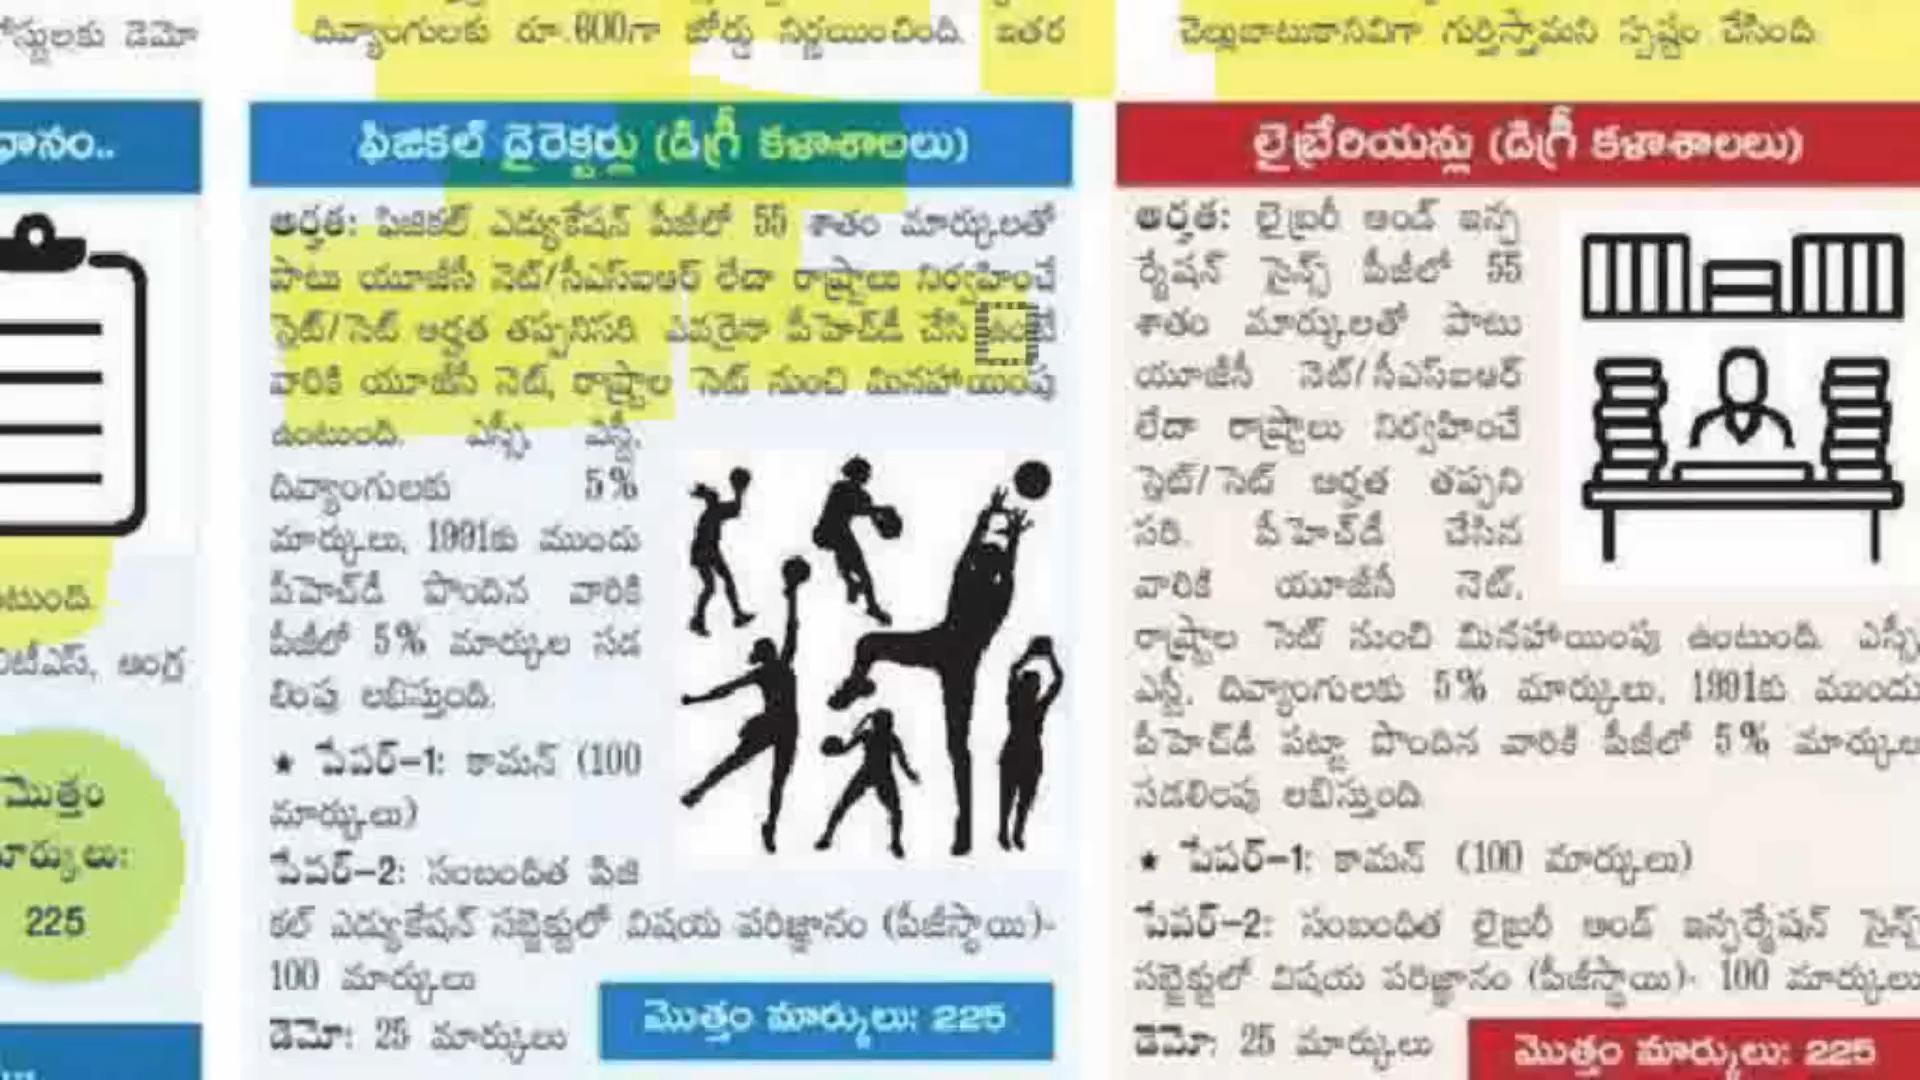 పోస్టులకు డెమో
దివ్యాంగులకు రూ.600గా బోర్డు నిర్ణయించింది. ఇతర
చెల్లుబాటుకానివిగా గుర్తిస్తామని స్పష్టం చేసింది.
ధానం..
టుంది.
మొత్తం
మార్కులు:
225
ఫిజికల్ డైరెక్టర్లు (డిగ్రీ కళాశాలలు)
అర్హత: ఫిజికల్ ఎడ్యుకేషన్ పీజీలో 55 శాతం మార్కులతో
పాటు యూజీసీ నెట్/సీఎస్ఐఆర్ లేదా రాష్ట్రాలు నిర్వహించే
స్లెట్/సెట్ అర్హత తప్పనిసరి. ఎవరైనా పీహెచ్‌డీ చేసి ఉంటే
వారికి యూజీసీ నెట్, రాష్ట్రాల సెట్ నుంచి మినహాయింపు
ఉంటుంది. ఎస్సీ, ఎస్టీ,
దివ్యాంగులకు 5%
మార్కులు, 1991కు ముందు
పీహెచ్‌డీ పొందిన వారికి
పీజీలో 5% మార్కుల సడ
లింపు లభిస్తుంది.
★ పేపర్-1: కామన్ (100
మార్కులు)
పేపర్-2: సంబంధిత ఫిజి
కల్ ఎడ్యుకేషన్ సబ్జెక్టులో విషయ పరిజ్ఞానం (పీజీస్థాయి)-
100 మార్కులు
డెమో: 25 మార్కులు
మొత్తం మార్కులు: 225
లైబ్రేరియన్లు (డిగ్రీ కళాశాలలు)
అర్హత: లైబ్రరీ అండ్ ఇన్ఫ
ర్మేషన్ సైన్స్ పీజీలో 55
శాతం మార్కులతో పాటు
యూజీసీ నెట్/సీఎస్ఐఆర్
లేదా రాష్ట్రాలు నిర్వహించే
స్లెట్/సెట్ అర్హత తప్పని
సరి. పీహెచ్‌డీ చేసిన
వారికి యూజీసీ నెట్,
రాష్ట్రాల సెట్ నుంచి మినహాయింపు ఉంటుంది. ఎస్సీ,
ఎస్టీ, దివ్యాంగులకు 5% మార్కులు, 1991కు ముందు
పీహెచ్‌డీ పట్టా పొందిన వారికి పీజీలో 5% మార్కుల
సడలింపు లభిస్తుంది.
★ పేపర్-1: కామన్ (100 మార్కులు)
పేపర్-2: సంబంధిత లైబ్రరీ అండ్ ఇన్ఫర్మేషన్ సైన్స్
సబ్జెక్టులో విషయ పరిజ్ఞానం (పీజీస్థాయి)- 100 మార్కులు
డెమో: 25 మార్కులు
మొత్తం మార్కులు: 225